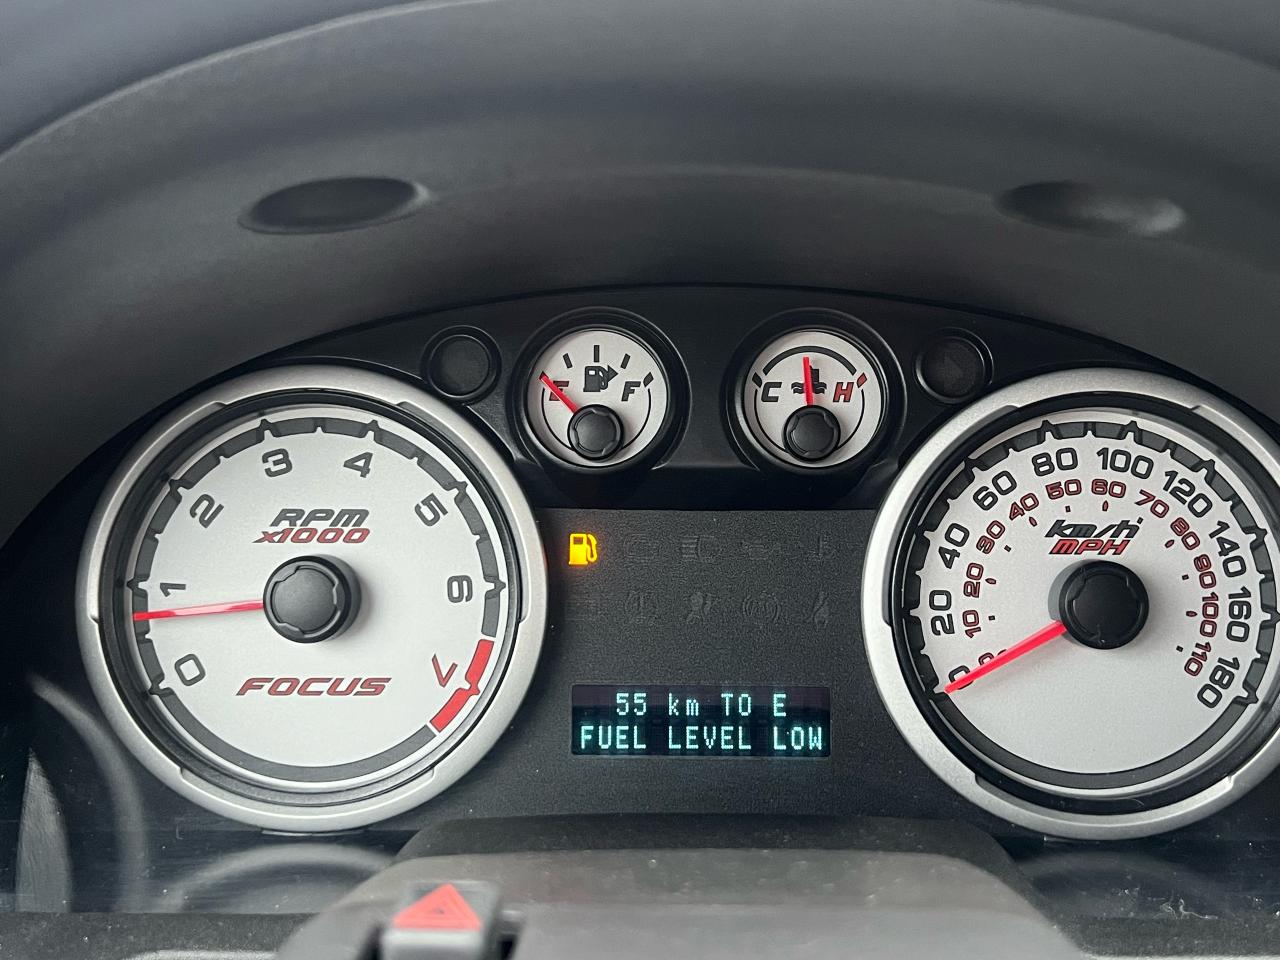 E F
C H
0 1 2 3 4 5 6
RPM
x1000
FOCUS
0 20 40 60 80 100 120 140 160 180
10 20 30 40 50 60 70 80 90 100 110
km/h
MPH
55 km TO E
FUEL LEVEL LOW